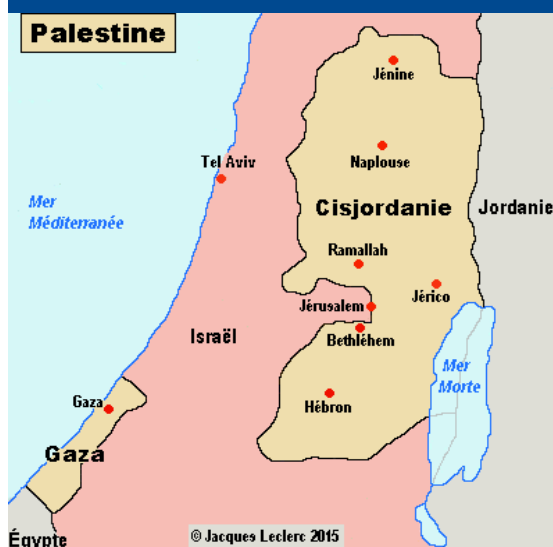 Palestine
Jénine
Tel Aviv
Naplouse
Mer
Méditerranée
Cisjordanie
Jordanie
Ramallah
Jérico
Jérusalem
Israël
Bethléhem
Mer
Morte
Gaza
Hébron
Gaza
© Jacques Leclerc 2015
Égypte